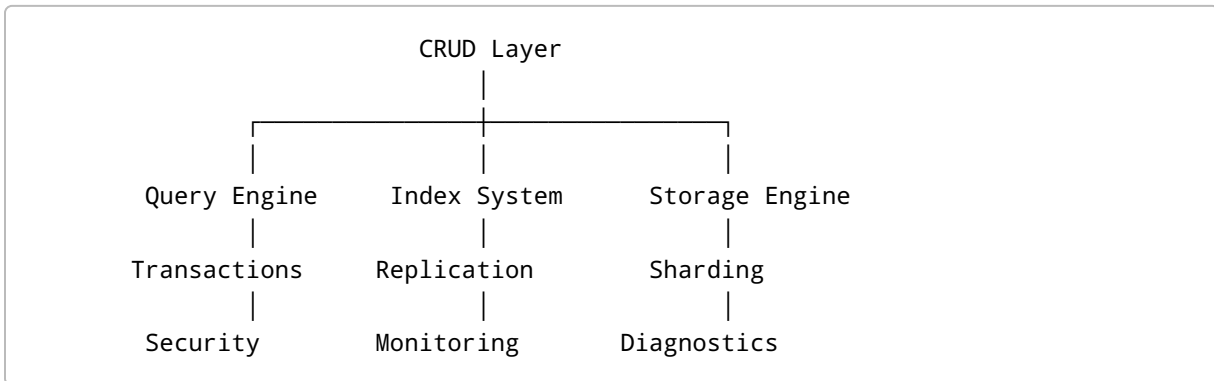 CRUD Layer
Query Engine Index System Storage Engine
Transactions Replication Sharding
Security Monitoring Diagnostics